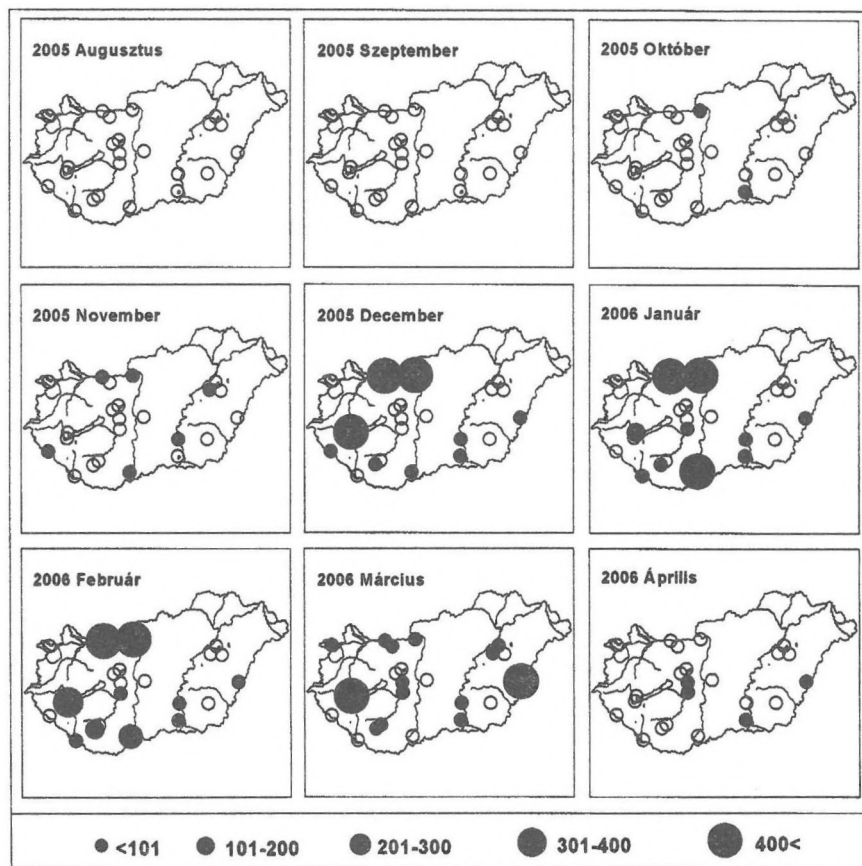 2005 Augusztus
2005 Szeptember
2005 Október
2005 November
2005 December
2006 Január
2006 Február
2006 Március
2006 Április
<101 101-200 201-300 301-400 400<